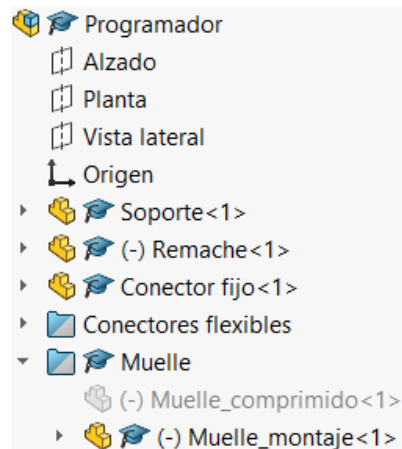 Programador
Alzado
Planta
Vista lateral
Origen
Soporte<1>
(-) Remache<1>
Conector fijo<1>
Conectores flexibles
Muelle
(-) Muelle_comprimido<1>
(-) Muelle_montaje<1>